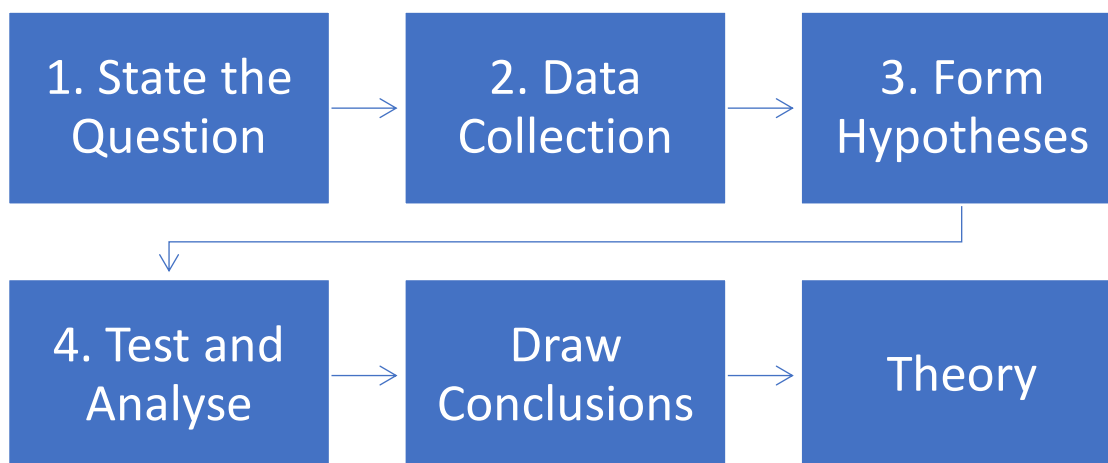 1. State the
Question
2. Data
Collection
3. Form
Hypotheses
4. Test and
Analyse
Draw
Conclusions
Theory